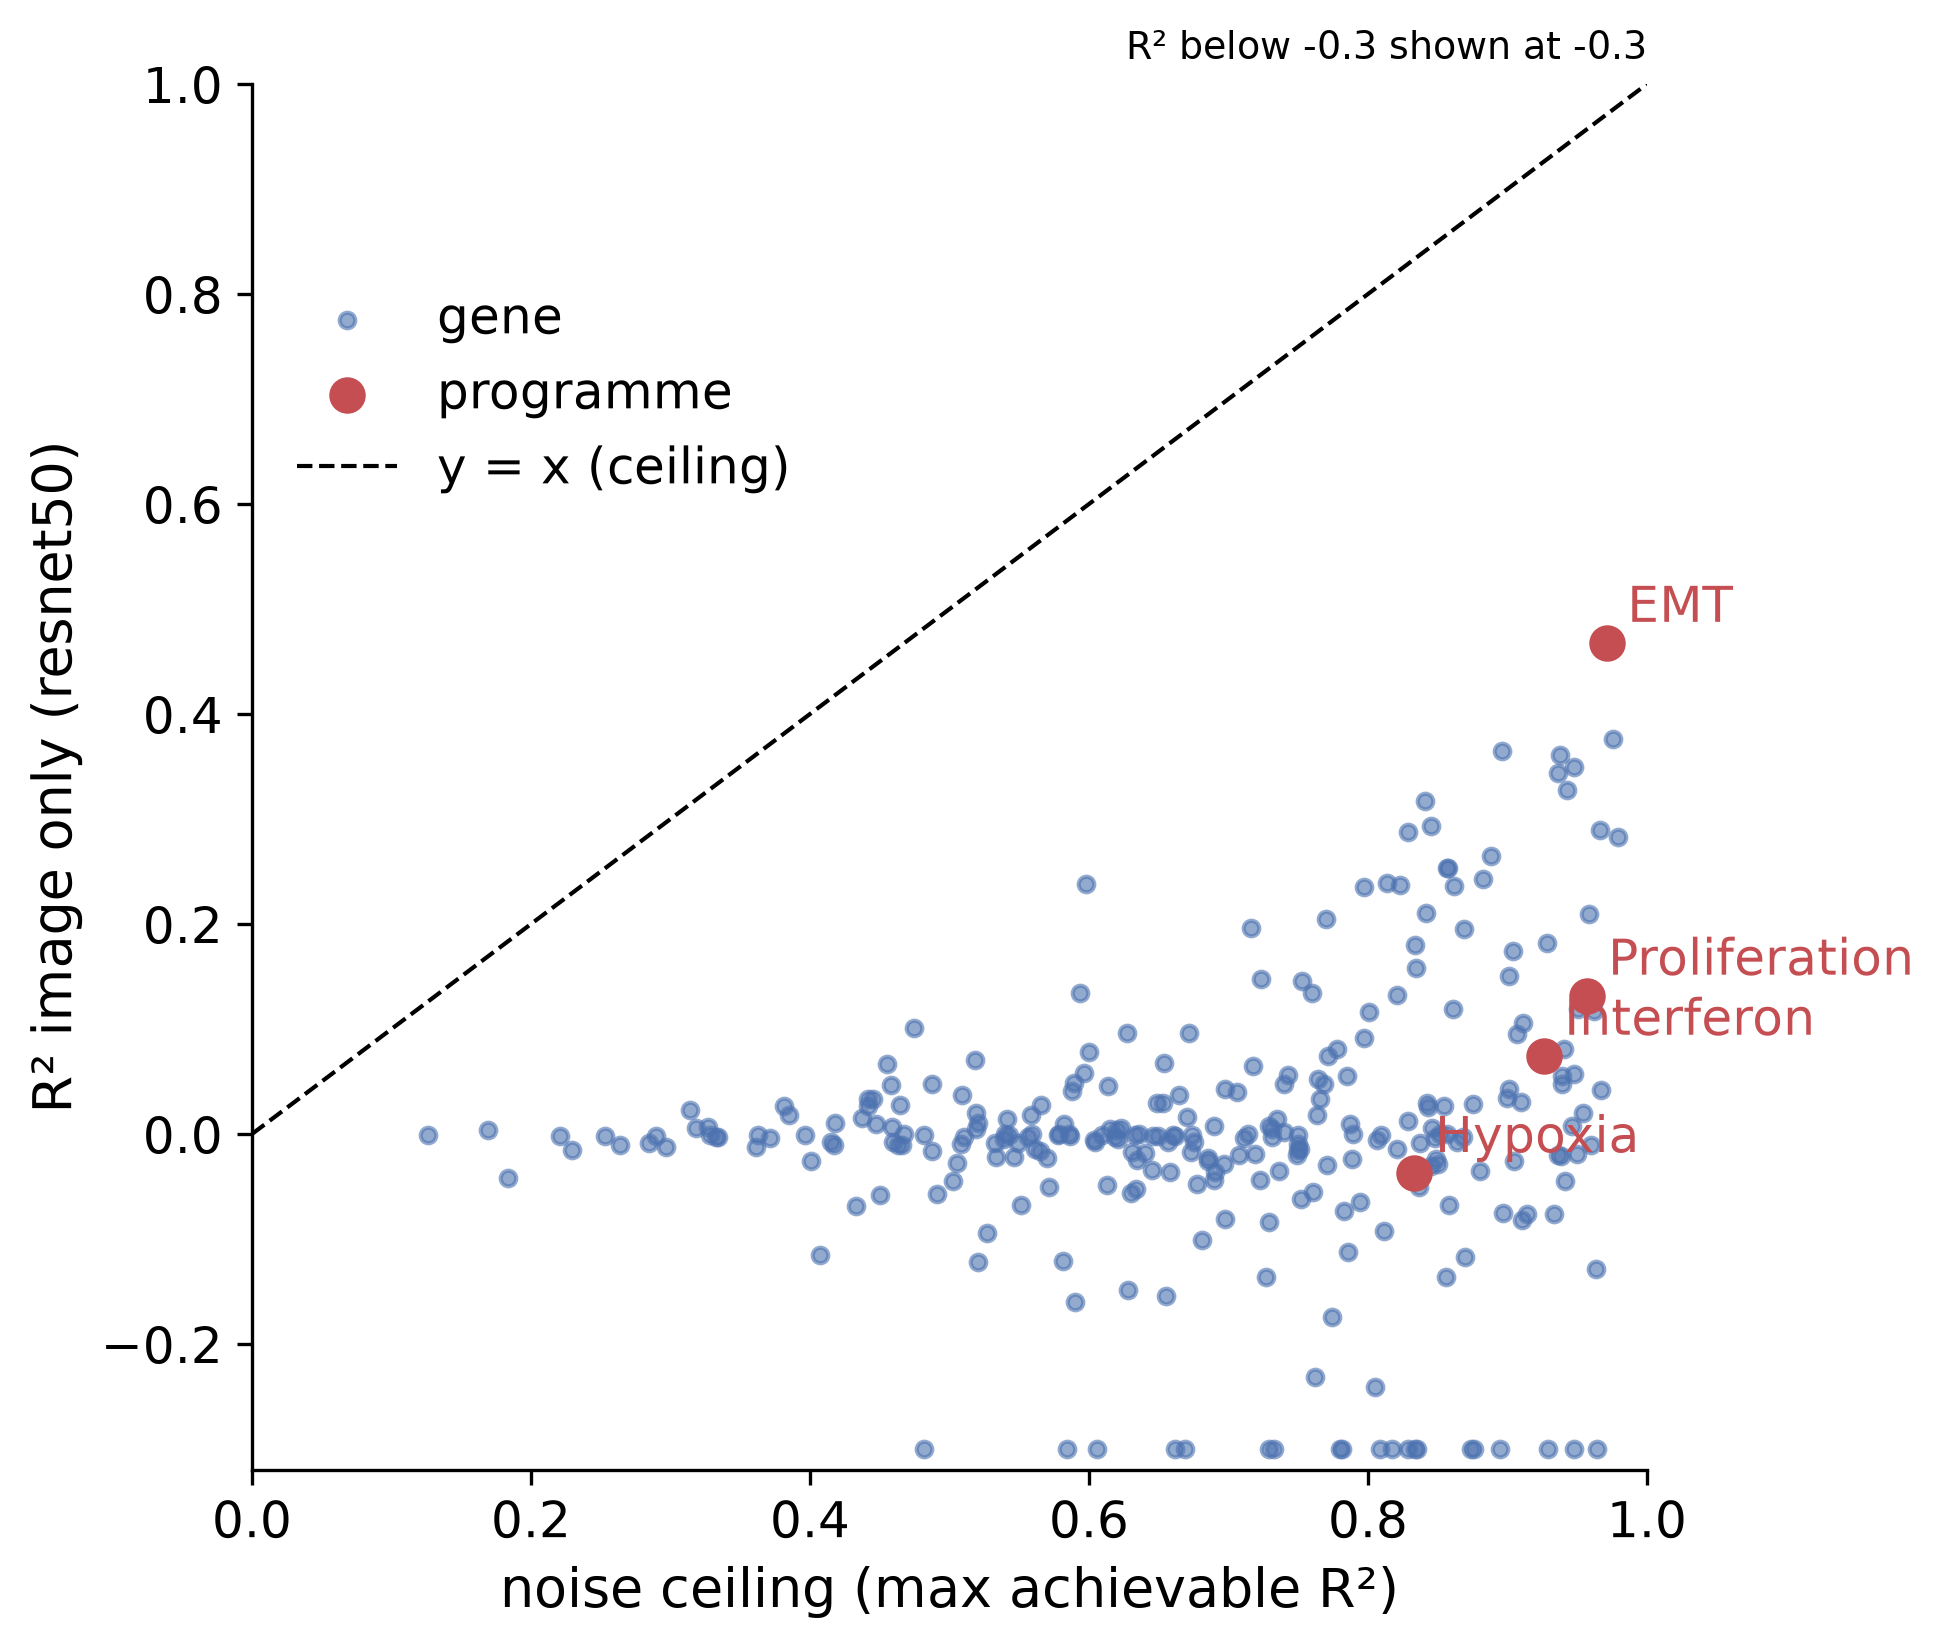 R² below -0.3 shown at -0.3
1.0
0.8
0.6
0.4
0.2
0.0
−0.2
R² image only (resnet50)
gene
programme
y = x (ceiling)
EMT
Proliferation
Interferon
Hypoxia
0.0 0.2 0.4 0.6 0.8 1.0
noise ceiling (max achievable R²)